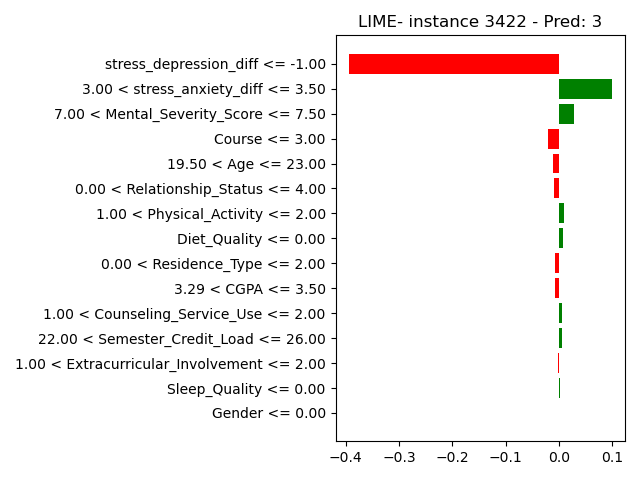 LIME- instance 3422 - Pred: 3
stress_depression_diff <= -1.00
3.00 < stress_anxiety_diff <= 3.50
7.00 < Mental_Severity_Score <= 7.50
Course <= 3.00
19.50 < Age <= 23.00
0.00 < Relationship_Status <= 4.00
1.00 < Physical_Activity <= 2.00
Diet_Quality <= 0.00
0.00 < Residence_Type <= 2.00
3.29 < CGPA <= 3.50
1.00 < Counseling_Service_Use <= 2.00
22.00 < Semester_Credit_Load <= 26.00
1.00 < Extracurricular_Involvement <= 2.00
Sleep_Quality <= 0.00
Gender <= 0.00
−0.4 −0.3 −0.2 −0.1 0.0 0.1